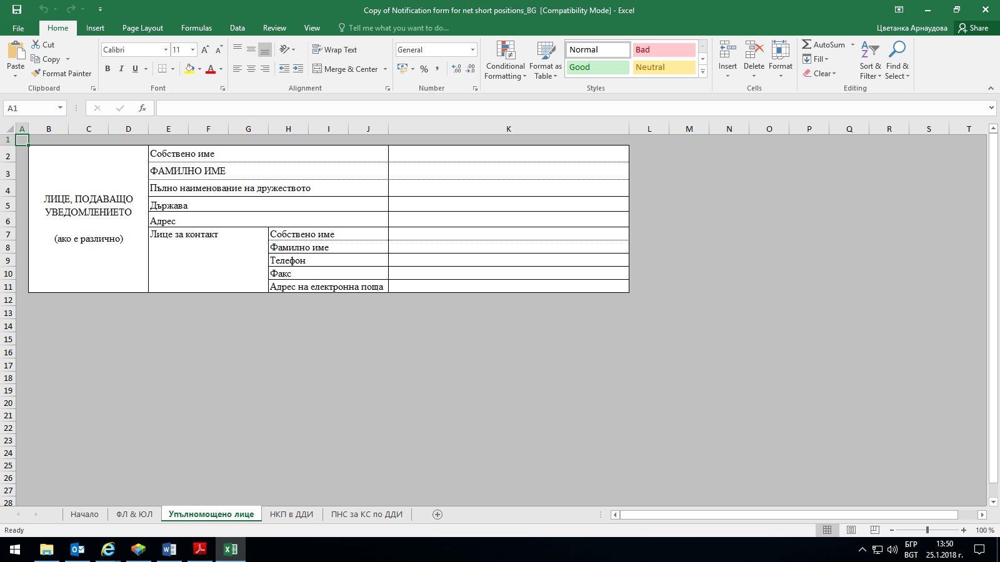 Copy of Notification form for net short positions_BG [Compatibility Mode] - Excel
File Home Insert Page Layout Formulas Data Review View Tell me what you want to do... Цветанка Арнаудова Share
Paste
Cut
Copy
Format Painter
Clipboard
Calibri 11
B I U
Font
Wrap Text
Merge & Center
Alignment
General
%
Number
Conditional Formatting
Format as Table
Normal Bad
Good Neutral
Styles
Insert Delete Format
Cells
AutoSum
Fill
Clear
Sort & Filter
Find & Select
Editing
A1 fx
A B C D E F G H I J K L M N O P Q R S T
1
2 Собствено име
3 ФАМИЛНО ИМЕ
4 Пълно наименование на дружеството
ЛИЦЕ, ПОДАВАЩО
УВЕДОМЛЕНИЕТО
(ако е различно)
5 Държава
6 Адрес
7 Лице за контакт Собствено име
8 Фамилно име
9 Телефон
10 Факс
11 Адрес на електронна поща
12
13
14
15
16
17
18
19
20
21
22
23
24
25
26
27
28
Начало ФЛ & ЮЛ Упълномощено лице НКП в ДДИ ПНС за КС по ДДИ
Ready 100 %
БГР 13:50
BGT 25.1.2018 г.